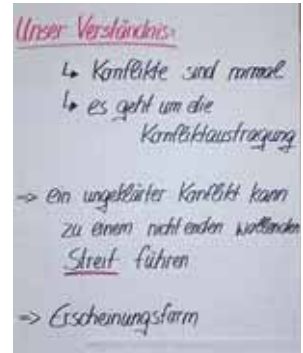 Unser Verständnis:
↳ Konflikte sind normal
↳ es geht um die
Konfliktaustragung
=> ein ungeklärter Konflikt kann
zu einem nicht enden wollenden
Streit führen
=> Erscheinungsform